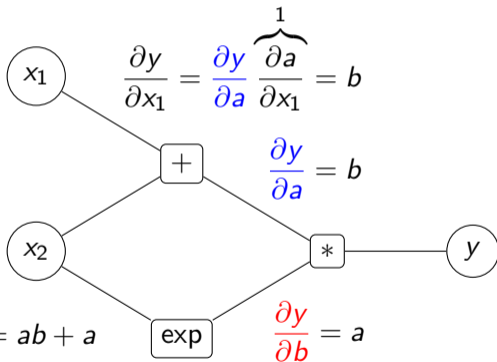 1
x₁ ∂y/∂x₁ = ∂y/∂a ∂a/∂x₁ = b
+ ∂y/∂a = b
x₂ * y
= ab + a exp ∂y/∂b = a